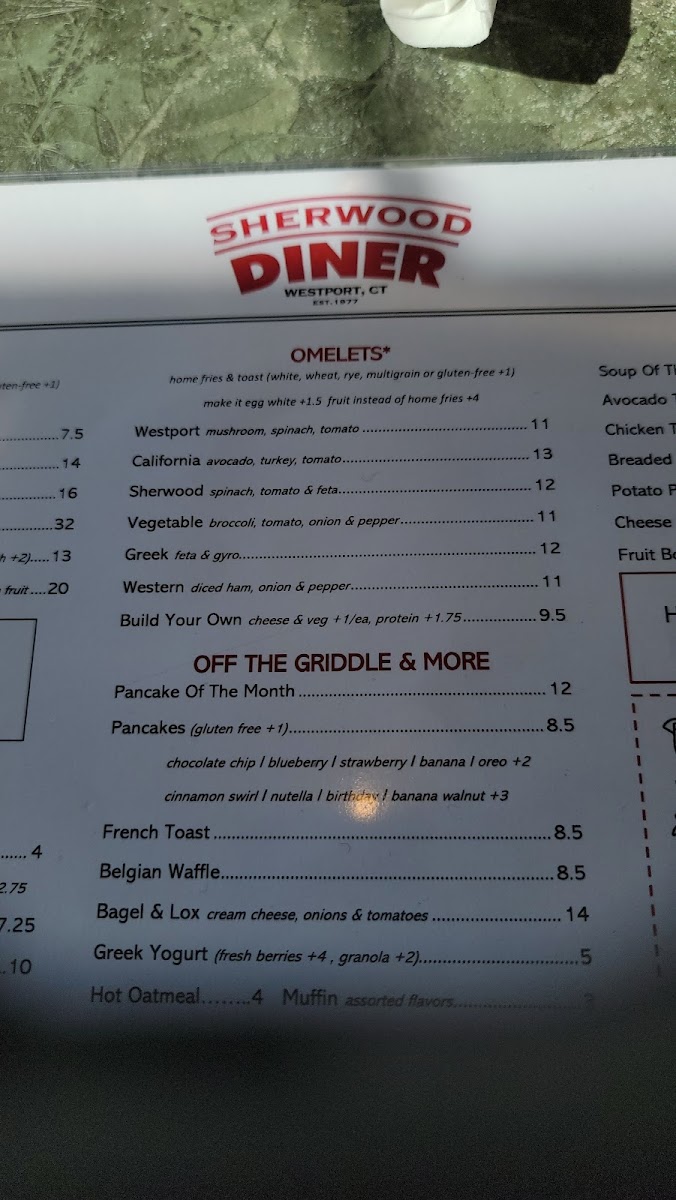 SHERWOOD
DINER
WESTPORT, CT
EST. 1977
uten-free +1)
7.5
14
16
32
h +2).....13
fruit....20
4
2.75
7.25
.10
OMELETS*
home fries & toast (white, wheat, rye, multigrain or gluten-free +1)
make it egg white +1.5 fruit instead of home fries +4
Westport mushroom, spinach, tomato 11
California avocado, turkey, tomato 13
Sherwood spinach, tomato & feta 12
Vegetable broccoli, tomato, onion & pepper 11
Greek feta & gyro 12
Western diced ham, onion & pepper 11
Build Your Own cheese & veg +1/ea, protein +1.75 9.5
OFF THE GRIDDLE & MORE
Pancake Of The Month 12
Pancakes (gluten free +1) 8.5
chocolate chip / blueberry / strawberry / banana / oreo +2
cinnamon swirl / nutella / birthday / banana walnut +3
French Toast 8.5
Belgian Waffle 8.5
Bagel & Lox cream cheese, onions & tomatoes 14
Greek Yogurt (fresh berries +4 , granola +2) 5
Hot Oatmeal........4 Muffin assorted flavors
Soup Of T
Avocado
Chicken
Breaded
Potato P
Cheese
Fruit Bo
H